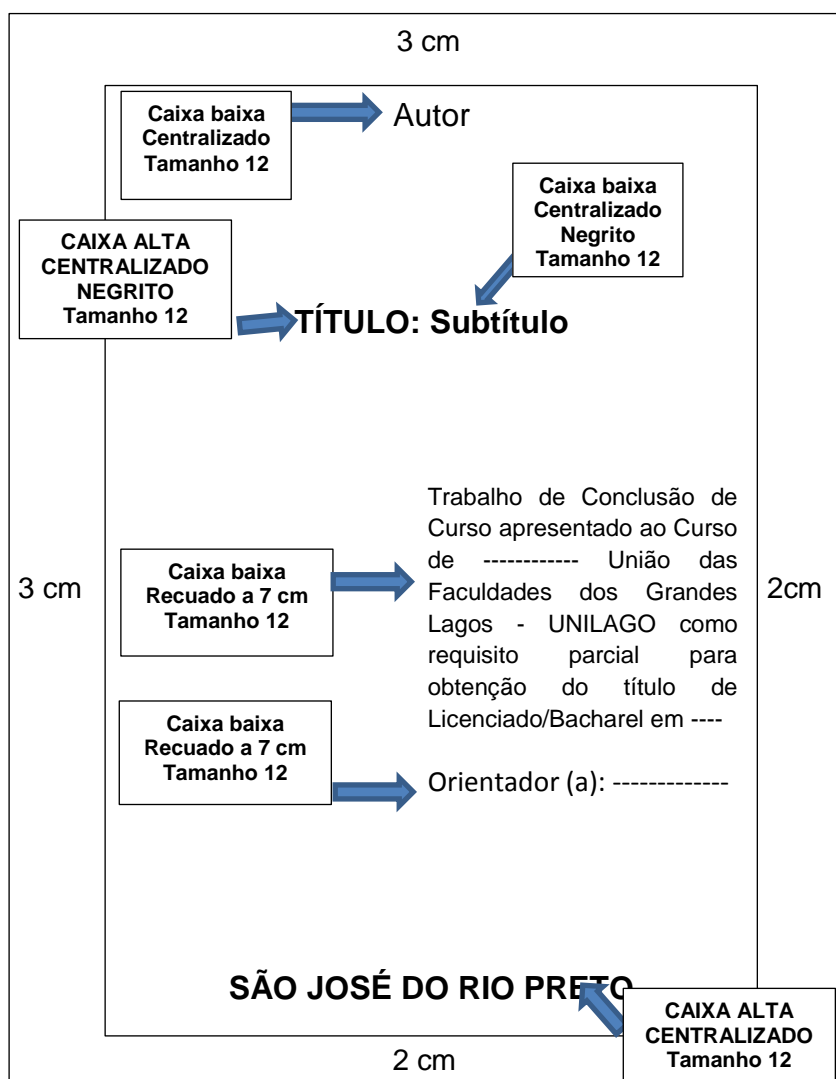 3 cm
Caixa baixa
Centralizado
Tamanho 12
Autor
Caixa baixa
Centralizado
Negrito
Tamanho 12
CAIXA ALTA
CENTRALIZADO
NEGRITO
Tamanho 12
TÍTULO: Subtítulo
Trabalho de Conclusão de
Curso apresentado ao Curso
de ------------ União das
Faculdades dos Grandes
Lagos - UNILAGO como
requisito parcial para
obtenção do título de
Licenciado/Bacharel em ----
3 cm
Caixa baixa
Recuado a 7 cm
Tamanho 12
2cm
Caixa baixa
Recuado a 7 cm
Tamanho 12
Orientador (a): -------------
SÃO JOSÉ DO RIO PRETO
CAIXA ALTA
CENTRALIZADO
Tamanho 12
2 cm